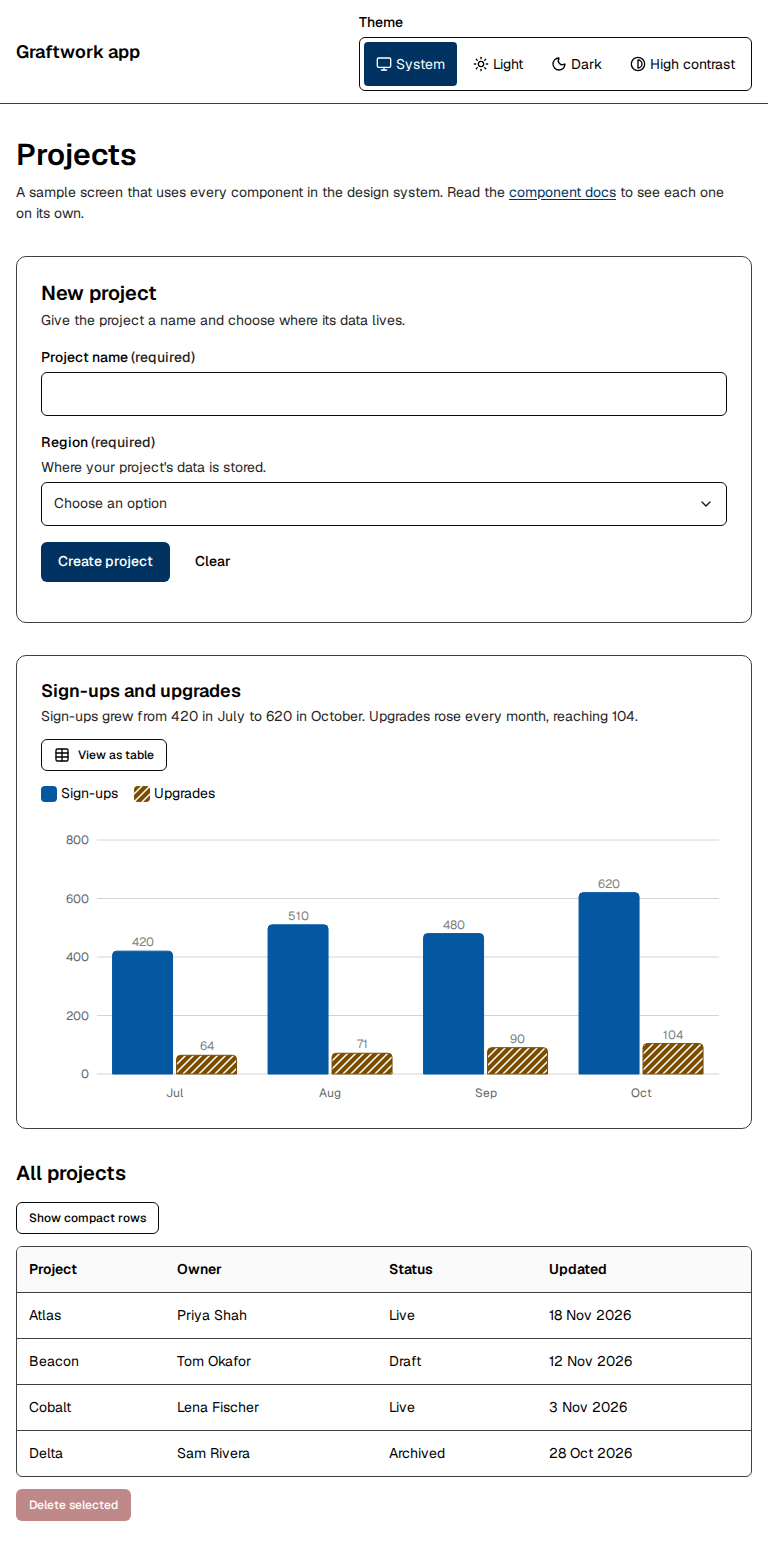 Graftwork app
Theme
System Light Dark High contrast
Projects
A sample screen that uses every component in the design system. Read the component docs to see each one
on its own.
New project
Give the project a name and choose where its data lives.
Project name (required)
Region (required)
Where your project's data is stored.
Choose an option
Create project Clear
Sign-ups and upgrades
Sign-ups grew from 420 in July to 620 in October. Upgrades rose every month, reaching 104.
View as table
Sign-ups Upgrades
800
600
400
200
0
420 64 510 71 480 90 620 104
Jul Aug Sep Oct
All projects
Show compact rows
Project Owner Status Updated
Atlas Priya Shah Live 18 Nov 2026
Beacon Tom Okafor Draft 12 Nov 2026
Cobalt Lena Fischer Live 3 Nov 2026
Delta Sam Rivera Archived 28 Oct 2026
Delete selected